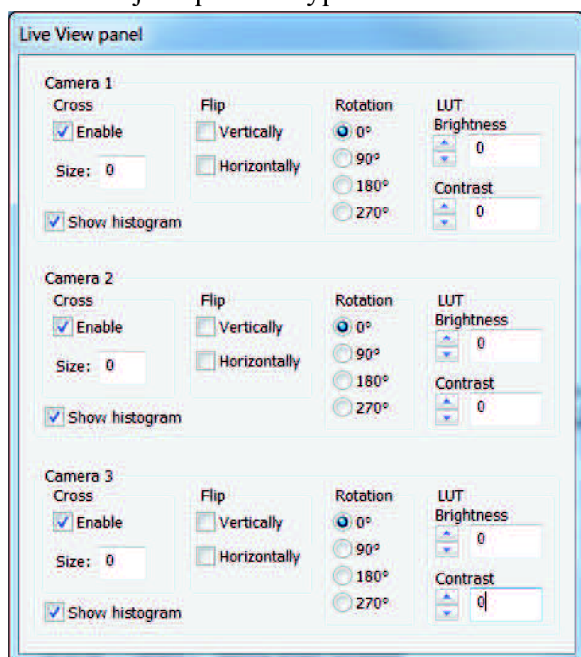 Live View panel
Camera 1
Cross Flip Rotation LUT
Enable Vertically 0° Brightness
0
Size: 0 Horizontally 90°
180° Contrast
Show histogram 270° 0
Camera 2
Cross Flip Rotation LUT
Enable Vertically 0° Brightness
0
Size: 0 Horizontally 90°
180° Contrast
Show histogram 270° 0
Camera 3
Cross Flip Rotation LUT
Enable Vertically 0° Brightness
0
Size: 0 Horizontally 90°
180° Contrast
Show histogram 270° 0